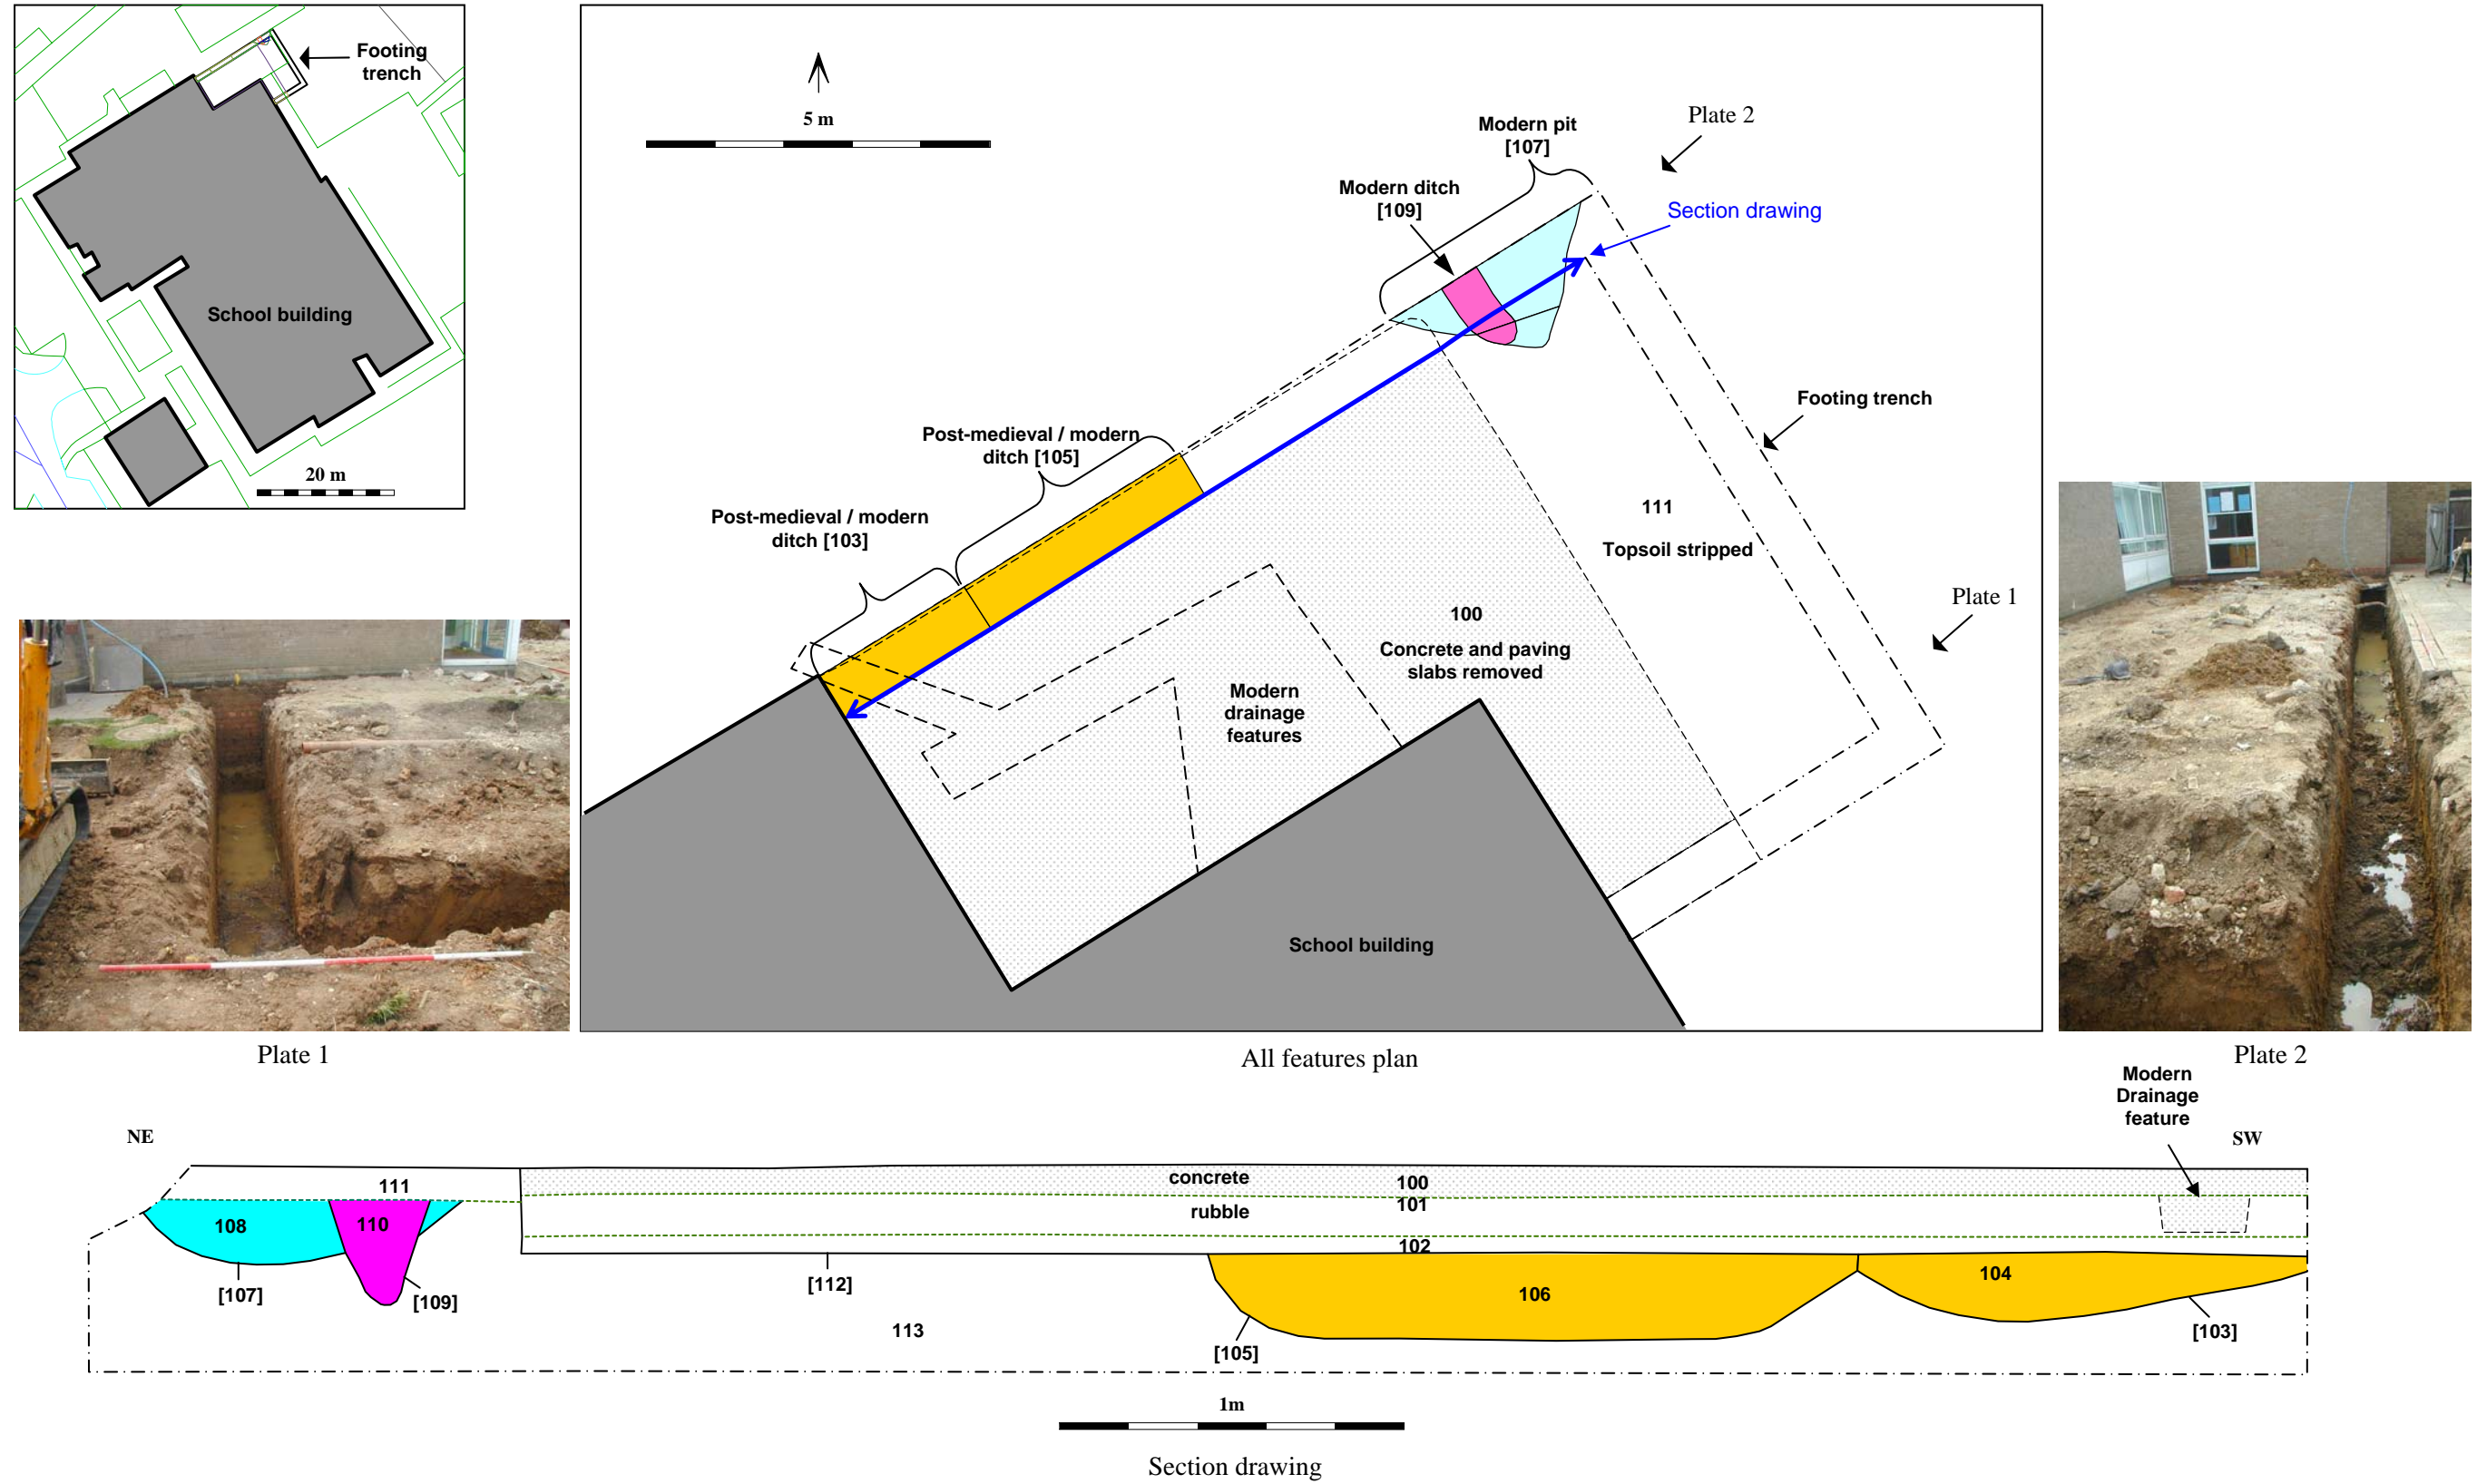 Footing
trench
School building
20 m
5 m
Plate 2
Modern pit
[107]
Modern ditch
[109]
Section drawing
Footing trench
Post-medieval / modern
ditch [105]
Post-medieval / modern
ditch [103]
111
Topsoil stripped
Plate 1
100
Concrete and paving
slabs removed
Modern
drainage
features
School building
Plate 1
All features plan
Plate 2
Modern
Drainage
feature
NE
SW
concrete
100
111
101
rubble
108
110
102
104
[107]
[109]
[112]
106
113
[105]
[103]
1m
Section drawing